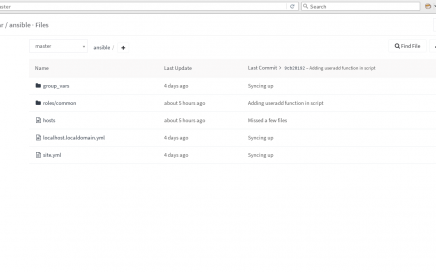 Search
/ ansible · Files
master
ansible /
+
Find File
Name Last Update Last Commit >
– Adding useradd function in script
group_vars 4 days ago Syncing up
roles/common about 5 hours ago Adding useradd function in script
hosts about 5 hours ago Missed a few files
localhost.localdomain.yml 4 days ago Syncing up
site.yml 4 days ago Syncing up